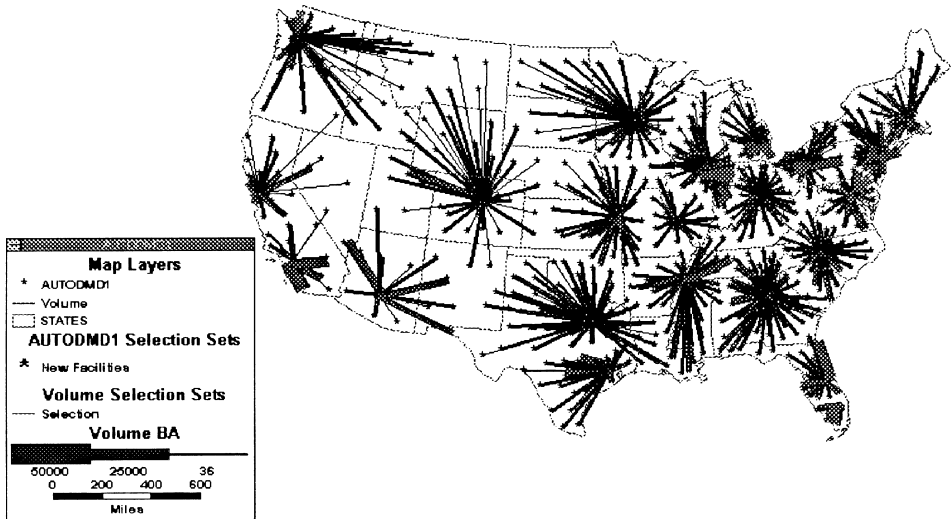 Map Layers
AUTODMD1
Volume
STATES
AUTODMD1 Selection Sets
New Facilities
Volume Selection Sets
Selection
Volume BA
50000 25000 36
0 200 400 600
Miles